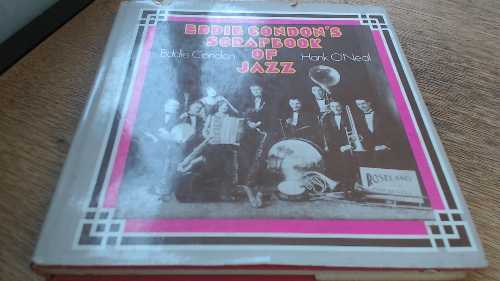 EDDIE CONDON'S
SCRAPBOOK
OF
JAZZ
Eddie Condon
Hank O'Neal
ROSELAND